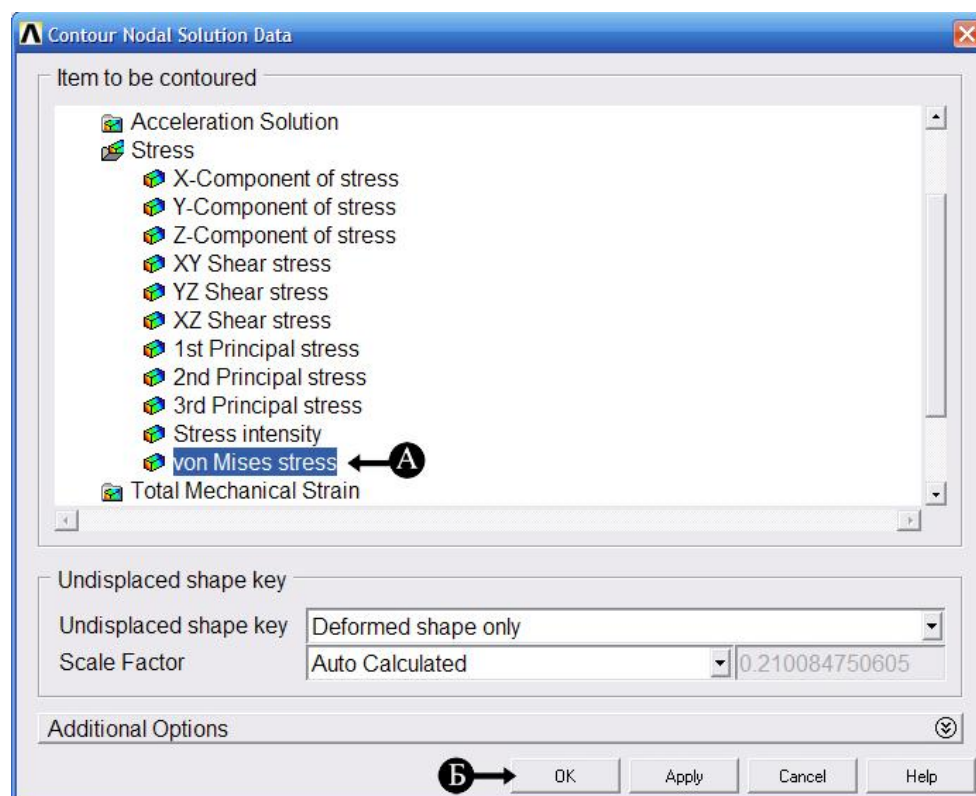 Contour Nodal Solution Data
Item to be contoured
Acceleration Solution
Stress
X-Component of stress
Y-Component of stress
Z-Component of stress
XY Shear stress
YZ Shear stress
XZ Shear stress
1st Principal stress
2nd Principal stress
3rd Principal stress
Stress intensity
von Mises stress А
Total Mechanical Strain
Undisplaced shape key
Undisplaced shape key Deformed shape only
Scale Factor Auto Calculated 0.210084750605
Additional Options
Б OK Apply Cancel Help